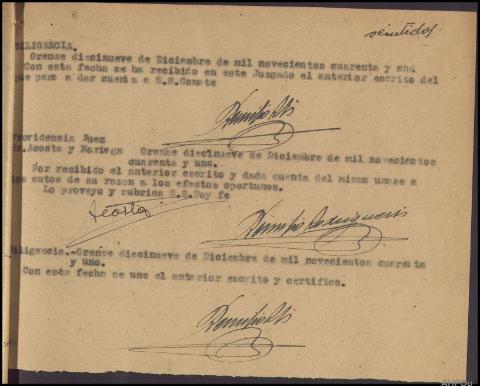 veintidos
DILIGENCIA.
Orense diecinueve de Diciembre de mil novecientos cuarenta y uno
Con esta fecha se ha recibido en este Juzgado el anterior escrito del
que paso a dar cuenta a S.S.
Providencia Juez
Sr. Acosta y Noriega Orense diecinueve de Diciembre de mil novecientos
cuarenta y uno.
Por recibido el anterior escrito y dada cuenta del mismo unase a
los autos de su razon a los efectos oportunos.
Lo proveyo y rubrica S.S. Doy fe
Acosta
Diligencia.-Orense diecinueve de Diciembre de mil novecientos cuarenta
y uno.
Con esta fecha se une el anterior escrito y certifico.